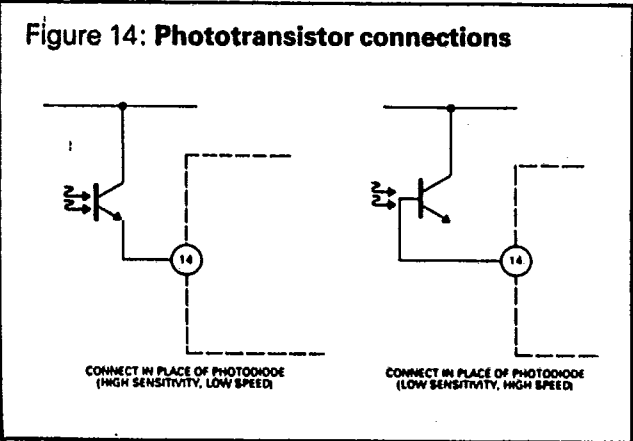 Figure 14: Phototransistor connections
14
14
CONNECT IN PLACE OF PHOTODIODE
(HIGH SENSITIVITY, LOW SPEED)
CONNECT IN PLACE OF PHOTODIODE
(LOW SENSITIVITY, HIGH SPEED)